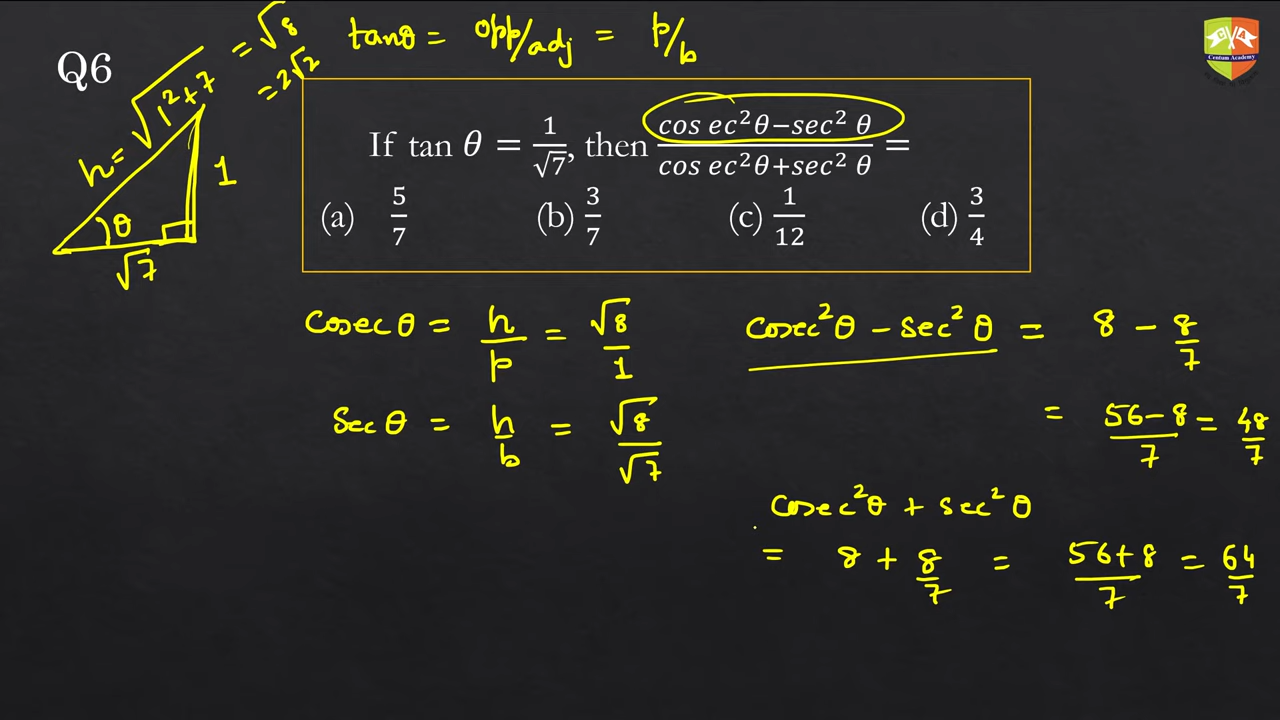 Q6
tanθ = opp/adj = p/b
h = √1²+7 = √8
= 2√2
1
θ
√7
If tan θ = 1/√7, then cos ec²θ−sec² θ / cos ec²θ+sec² θ =
(a) 5/7 (b) 3/7 (c) 1/12 (d) 3/4
Cosec θ = h/p = √8/1
Sec θ = h/b = √8/√7
Cosec²θ − sec²θ = 8 − 8/7
= 56−8/7 = 48/7
Cosec²θ + sec²θ
= 8 + 8/7 = 56+8/7 = 64/7
Centum Academy